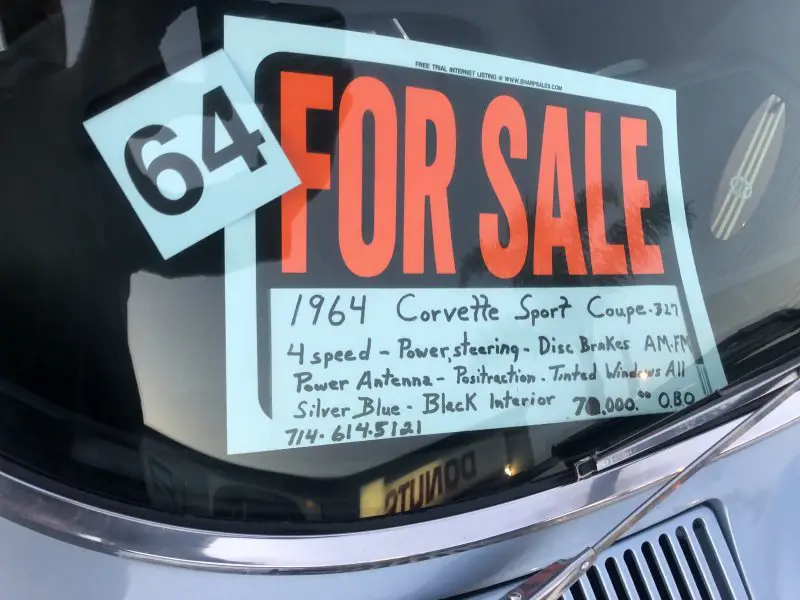 FREE TRIAL INTERNET LISTING @ WWW.SHARPSALES.COM
64
FOR SALE
1964 Corvette Sport Coupe-327
4 speed - Power, steering - Disc Brakes AM-FM
Power Antenna - Positraction - Tinted Windows All
Silver Blue - Black Interior 70,000.⁰⁰ O.B.O
714-614-5121
DONUTS